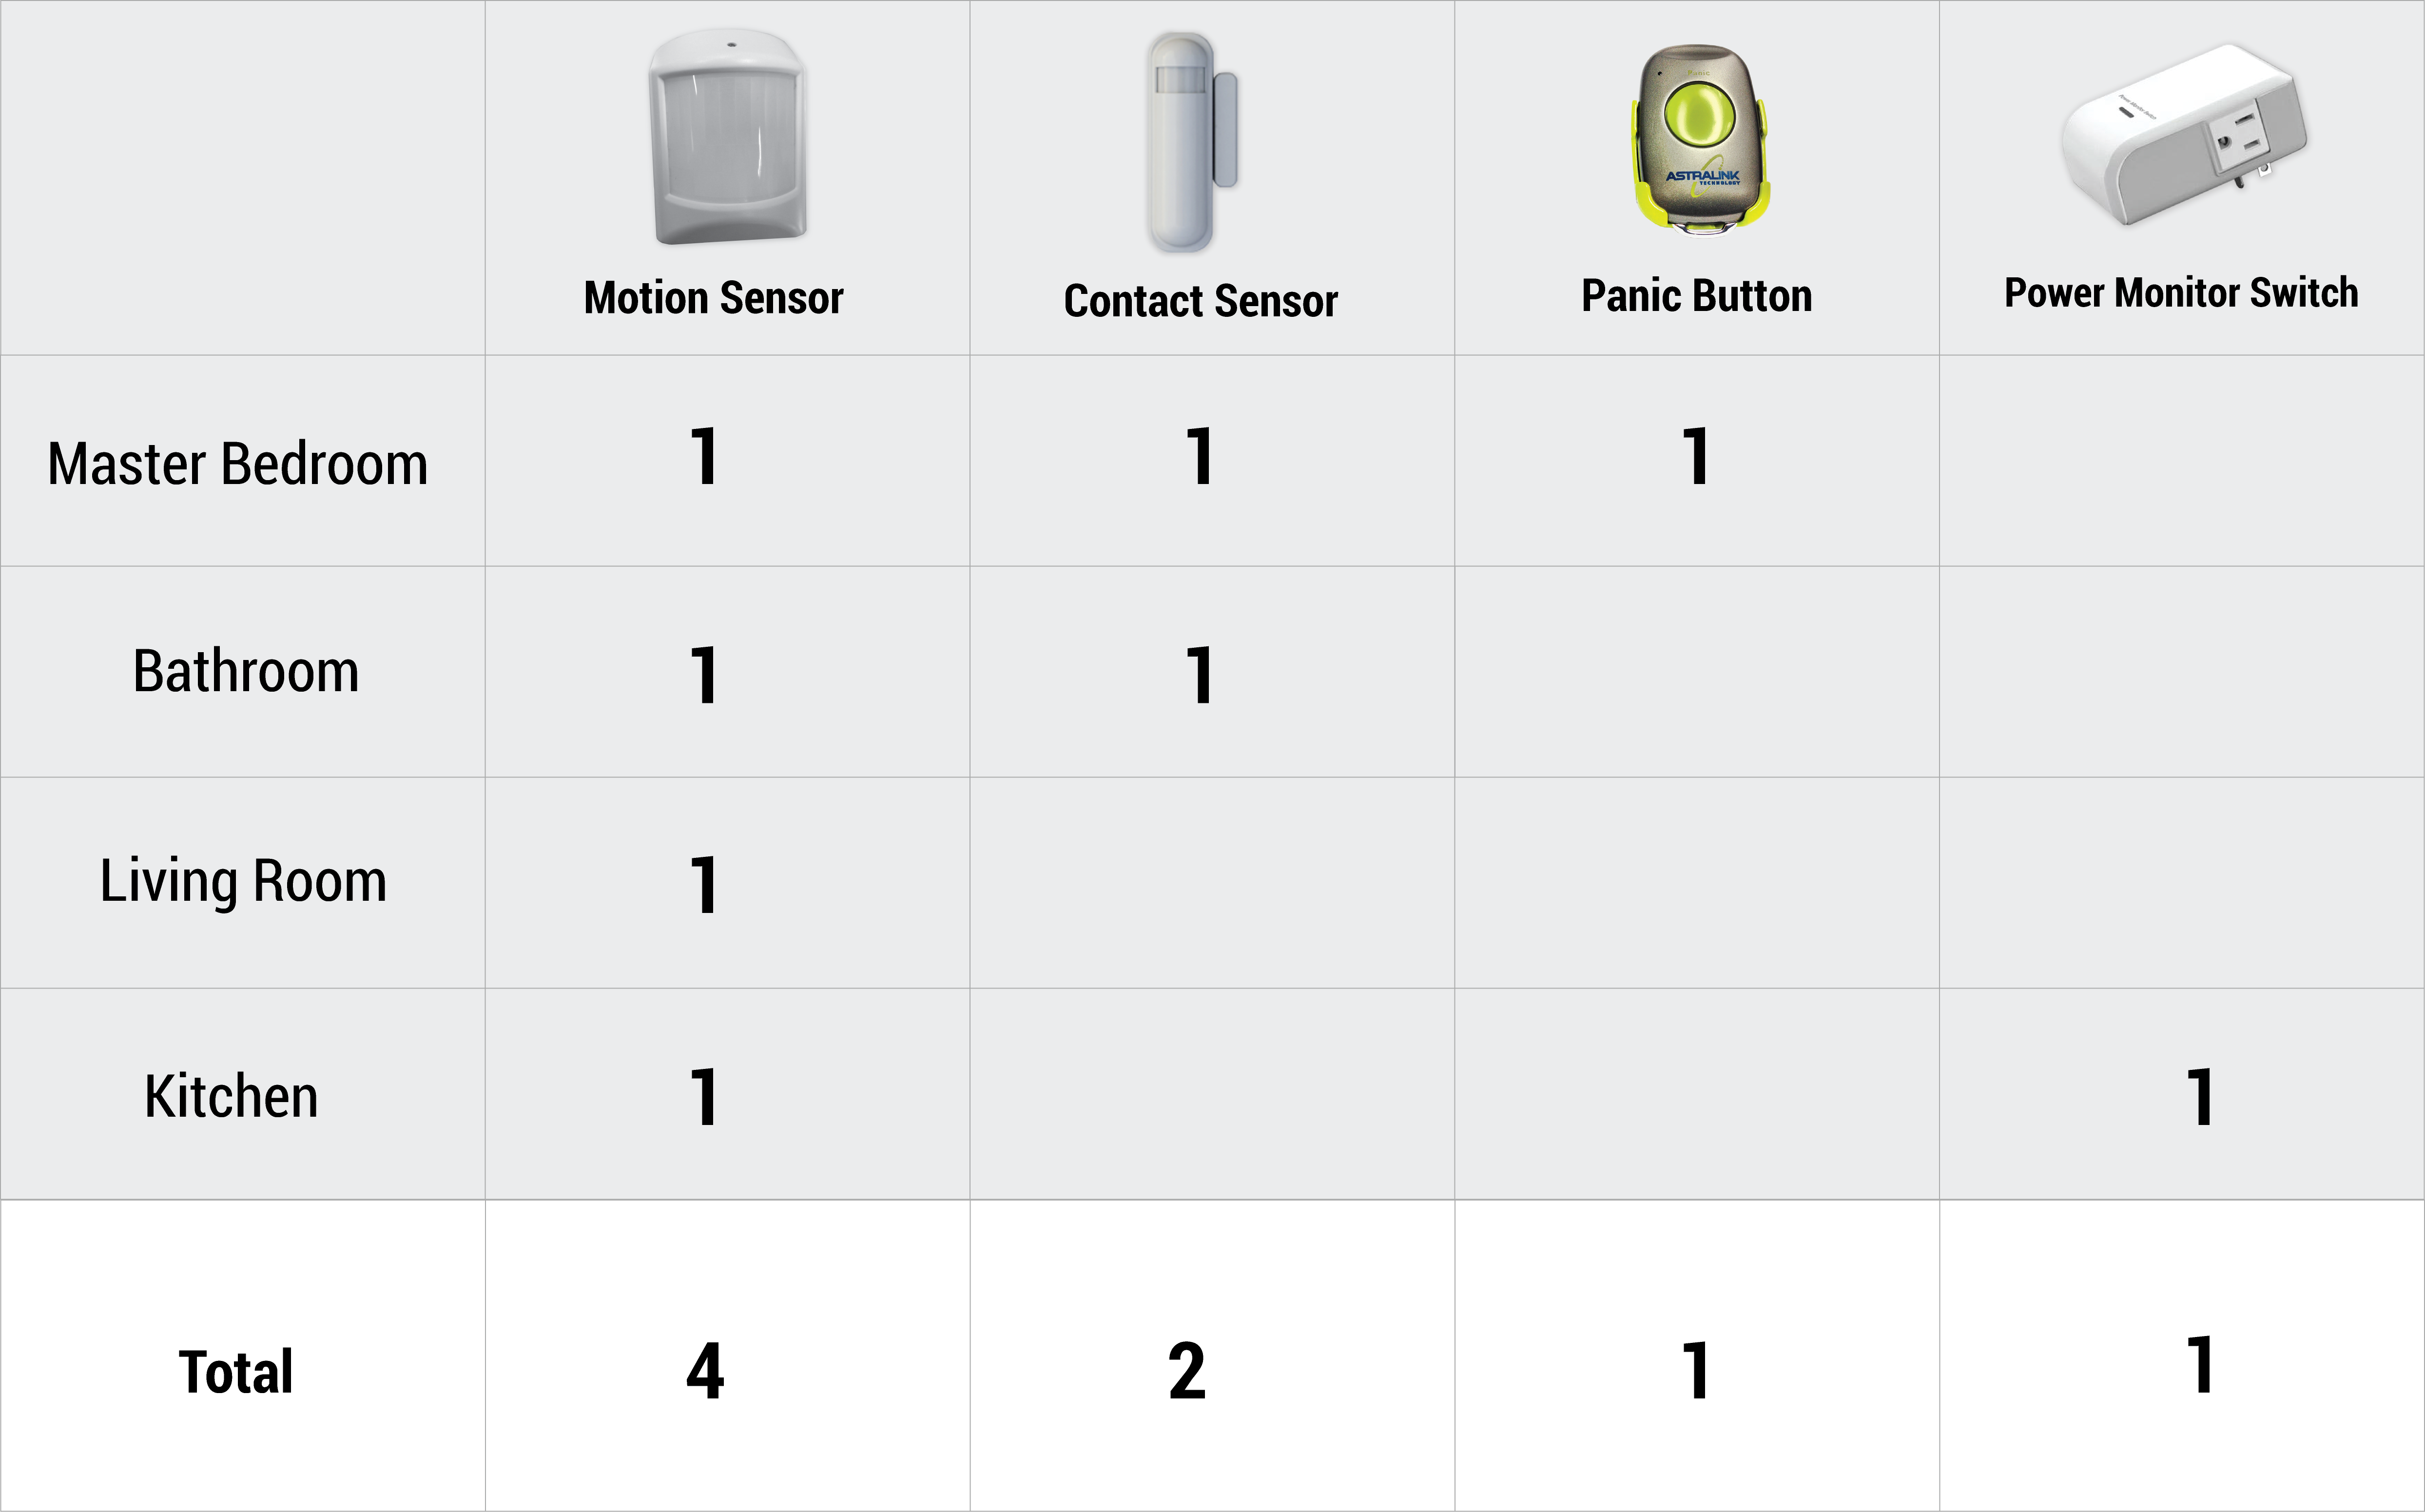 Panic
ASTRALINK
TECHNOLOGY
Motion Sensor
Contact Sensor
Panic Button
Power Monitor Switch
Master Bedroom
1
1
1
Bathroom
1
1
Living Room
1
Kitchen
1
1
Total
4
2
1
1